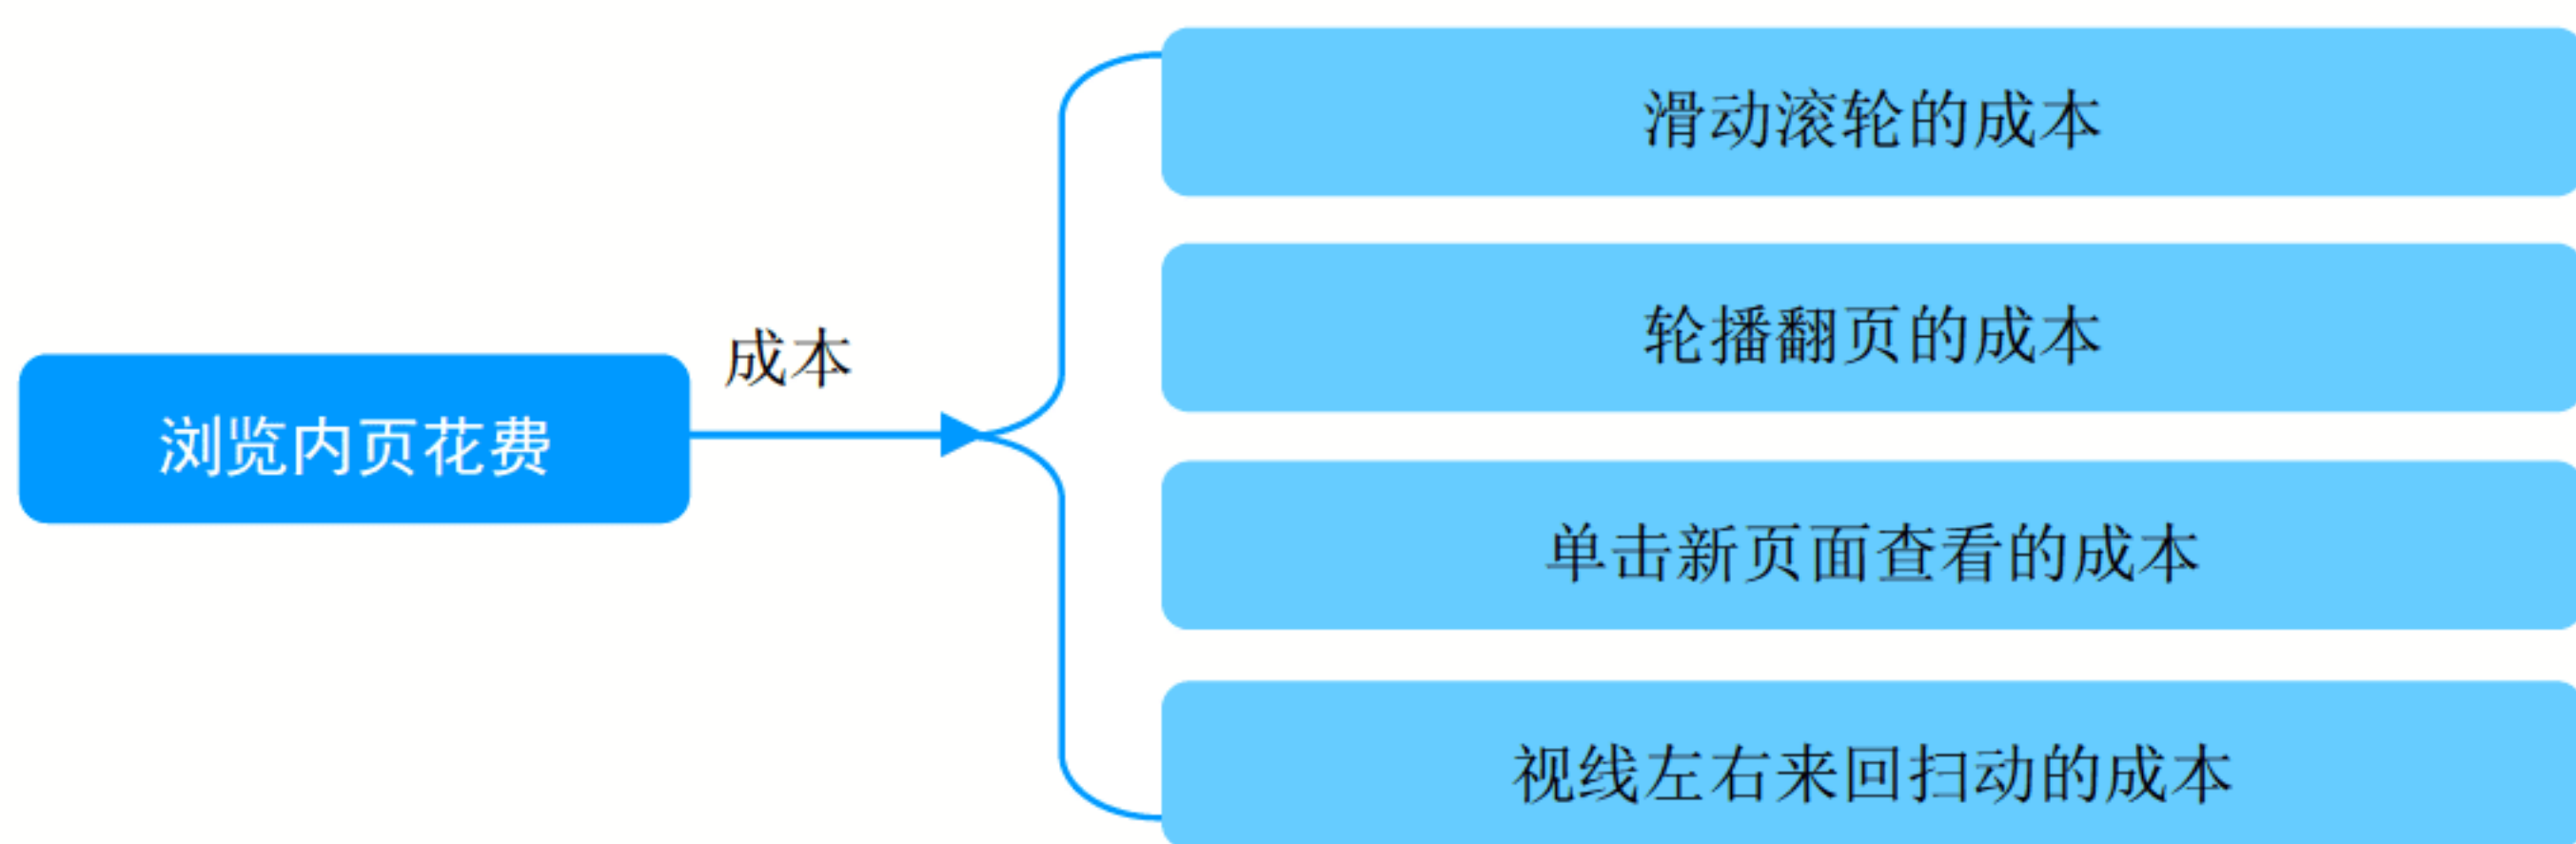 浏览内页花费
成本
滑动滚轮的成本
轮播翻页的成本
单击新页面查看的成本
视线左右来回扫动的成本